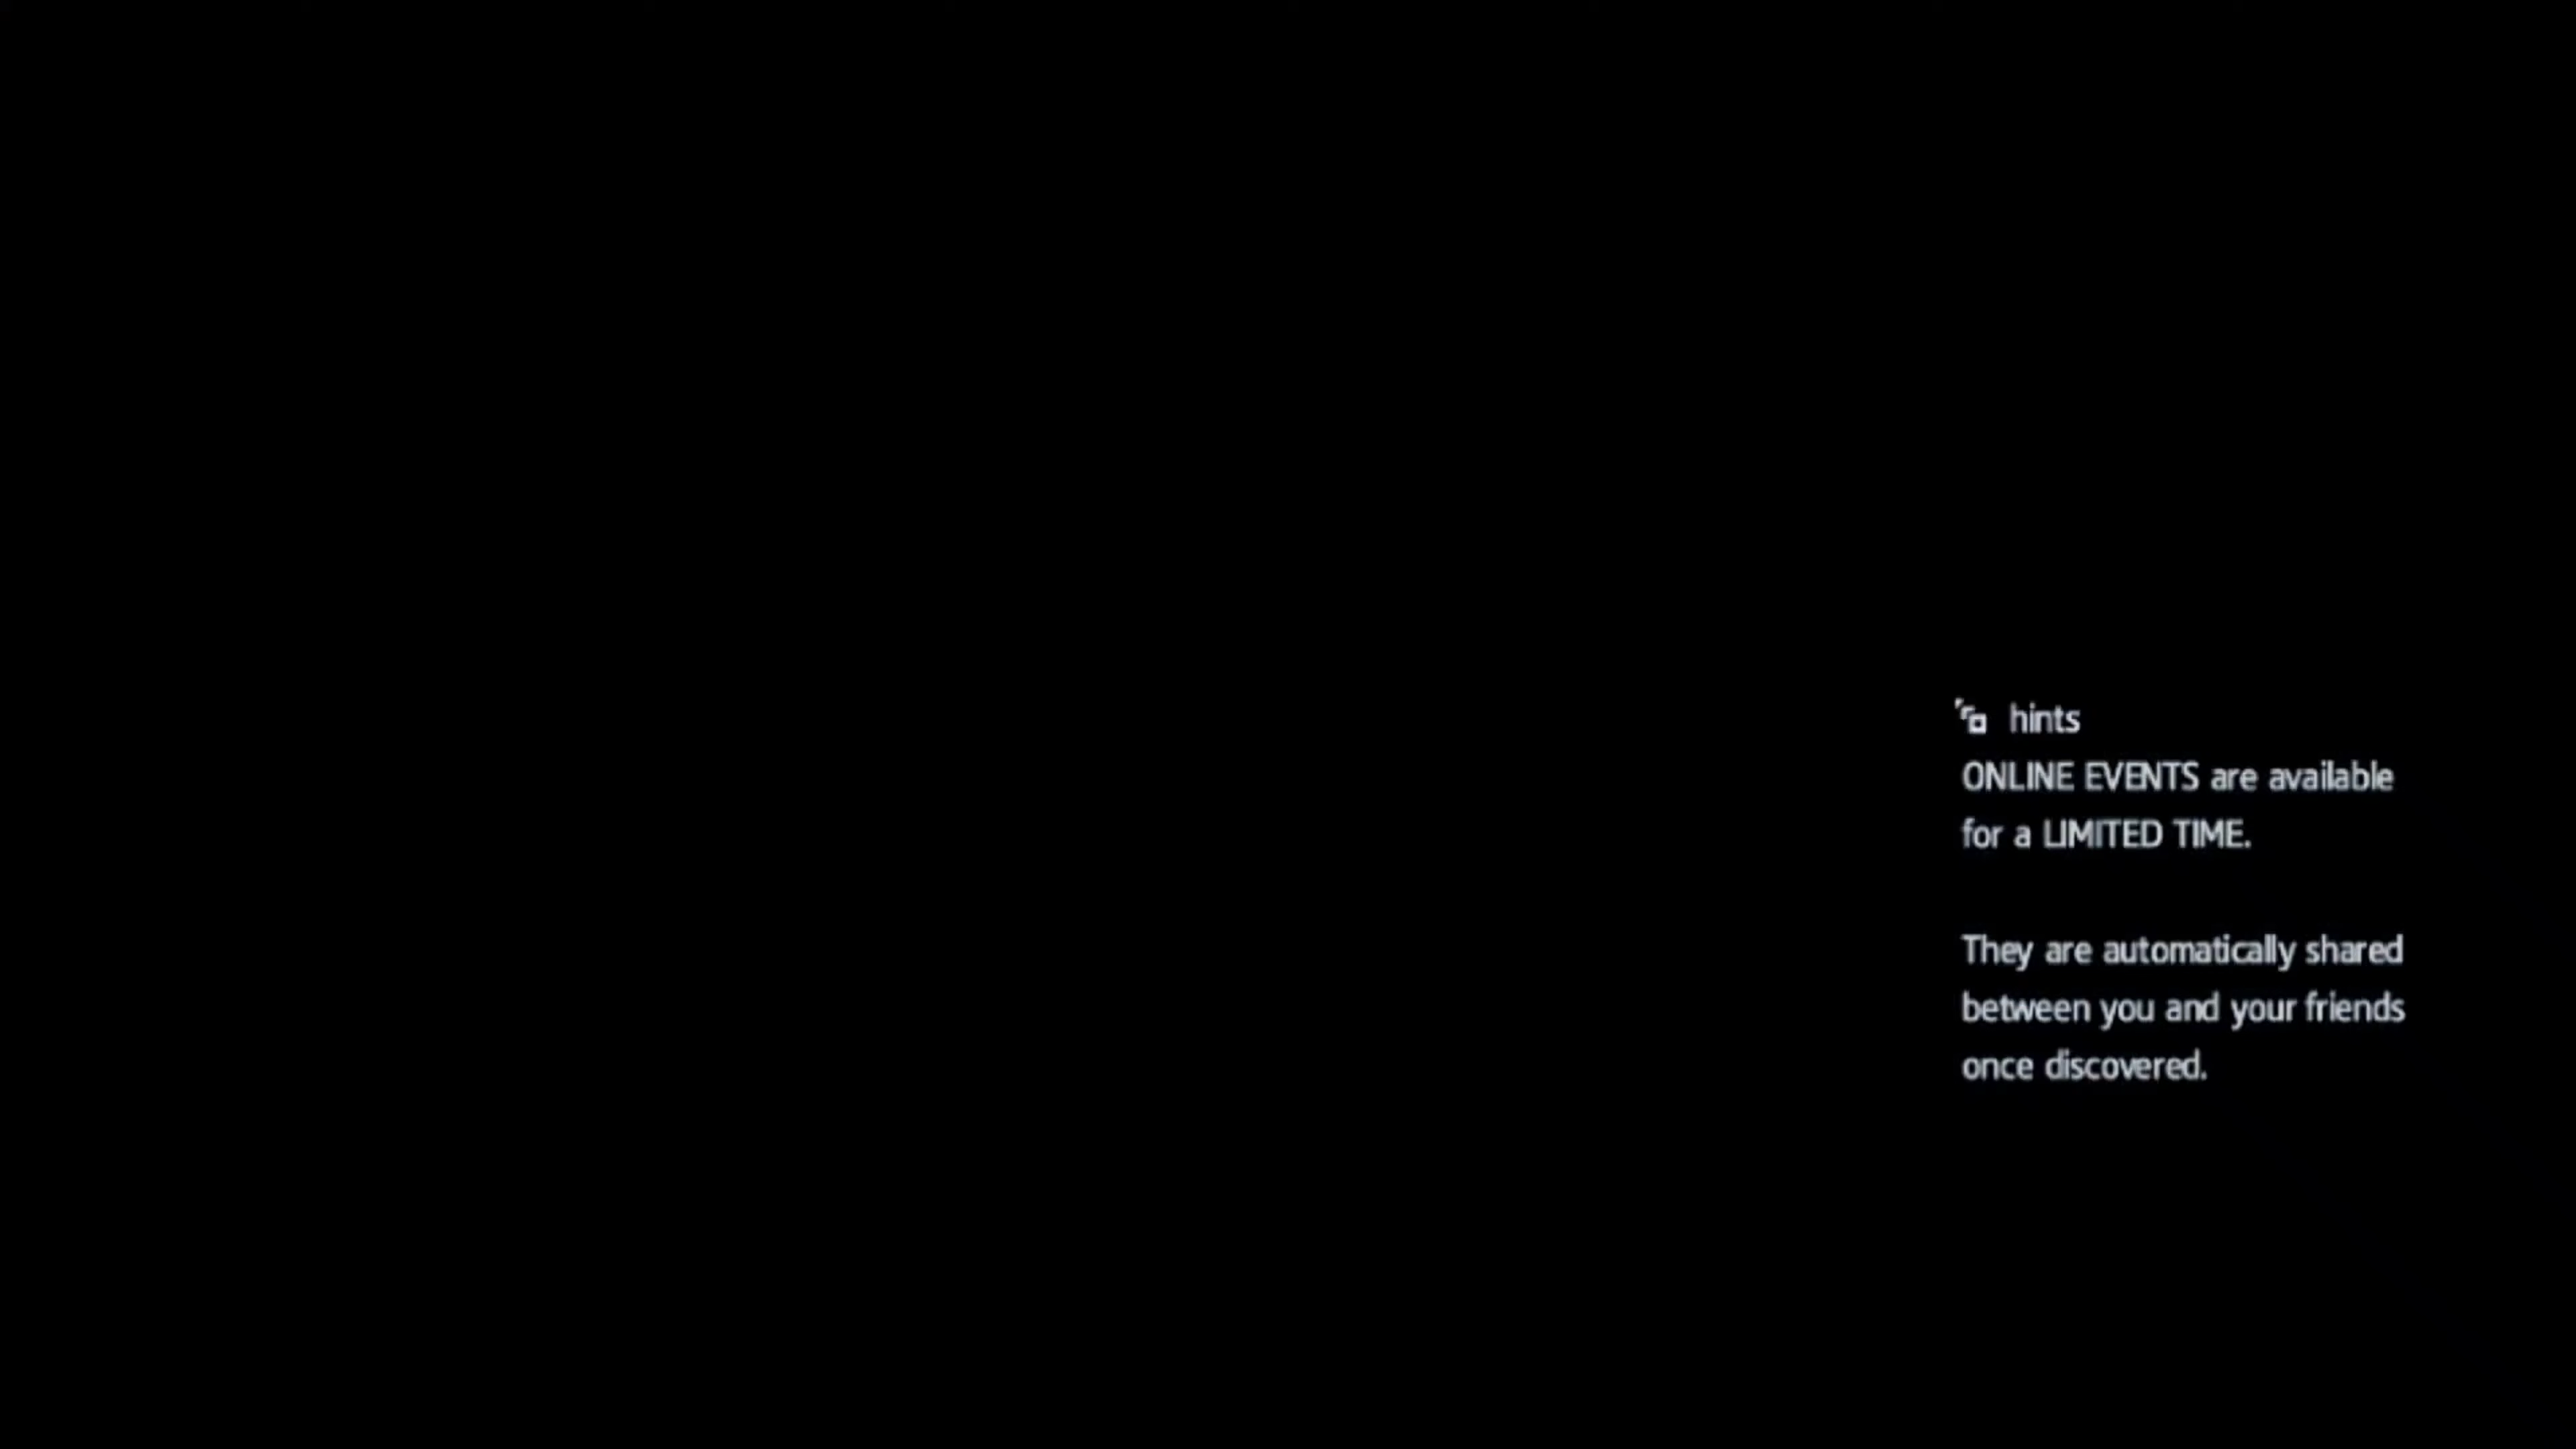 hints
ONLINE EVENTS are available
for a LIMITED TIME.
They are automatically shared
between you and your friends
once discovered.